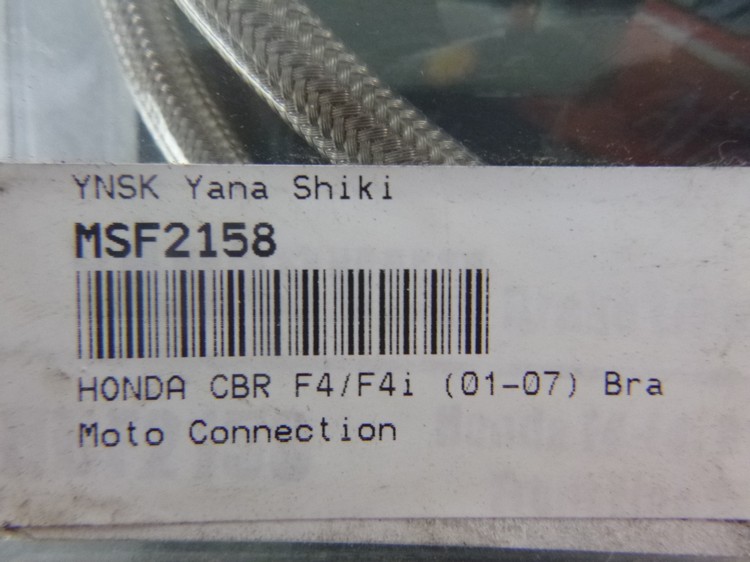 YNSK Yana Shiki
MSF2158
HONDA CBR F4/F4i (01-07) Bra
Moto Connection